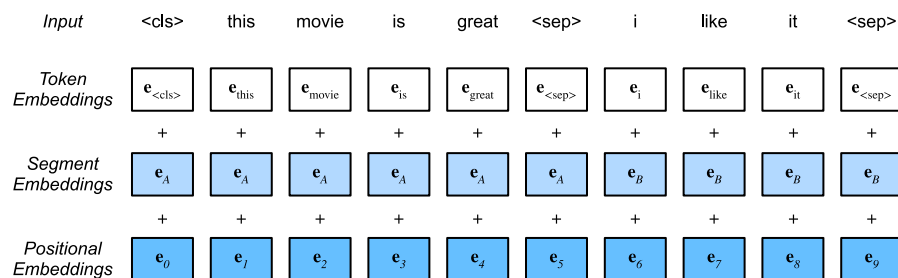 Input <cls> this movie is great <sep> i like it <sep>
Token Embeddings e<cls> ethis emovie eis egreat e<sep> ei elike eit e<sep>
+ + + + + + + + + +
Segment Embeddings eA eA eA eA eA eA eB eB eB eB
+ + + + + + + + + +
Positional Embeddings e0 e1 e2 e3 e4 e5 e6 e7 e8 e9